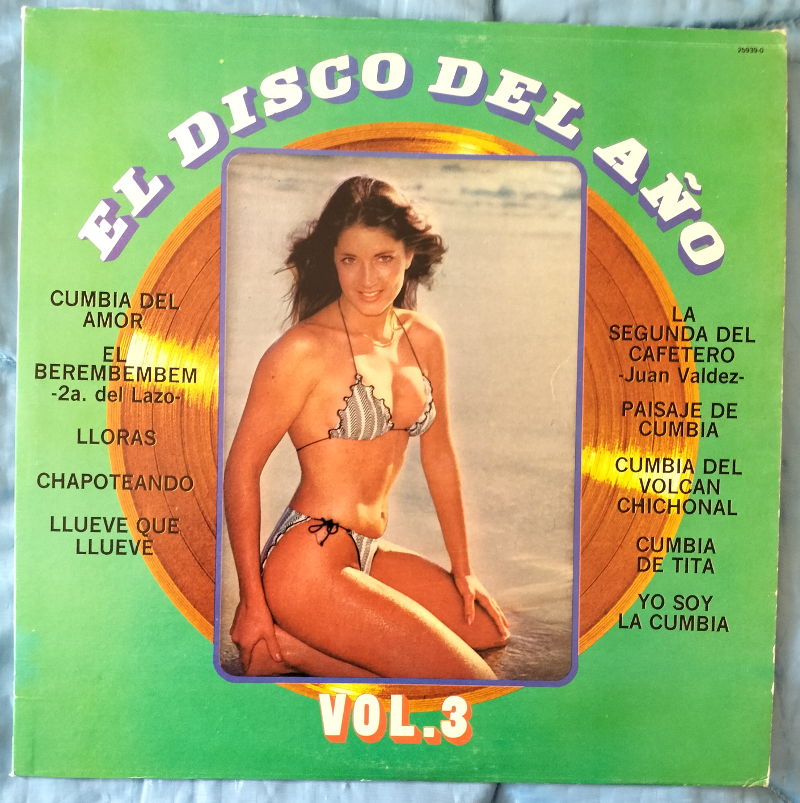 25939-0
EL DISCO DEL AÑO
CUMBIA DEL
AMOR
EL
BEREMBEMBEM
-2a. del Lazo-
LLORAS
CHAPOTEANDO
LLUEVE QUE
LLUEVE
LA
SEGUNDA DEL
CAFETERO
-Juan Valdez-
PAISAJE DE
CUMBIA
CUMBIA DEL
VOLCAN
CHICHONAL
CUMBIA
DE TITA
YO SOY
LA CUMBIA
VOL.3